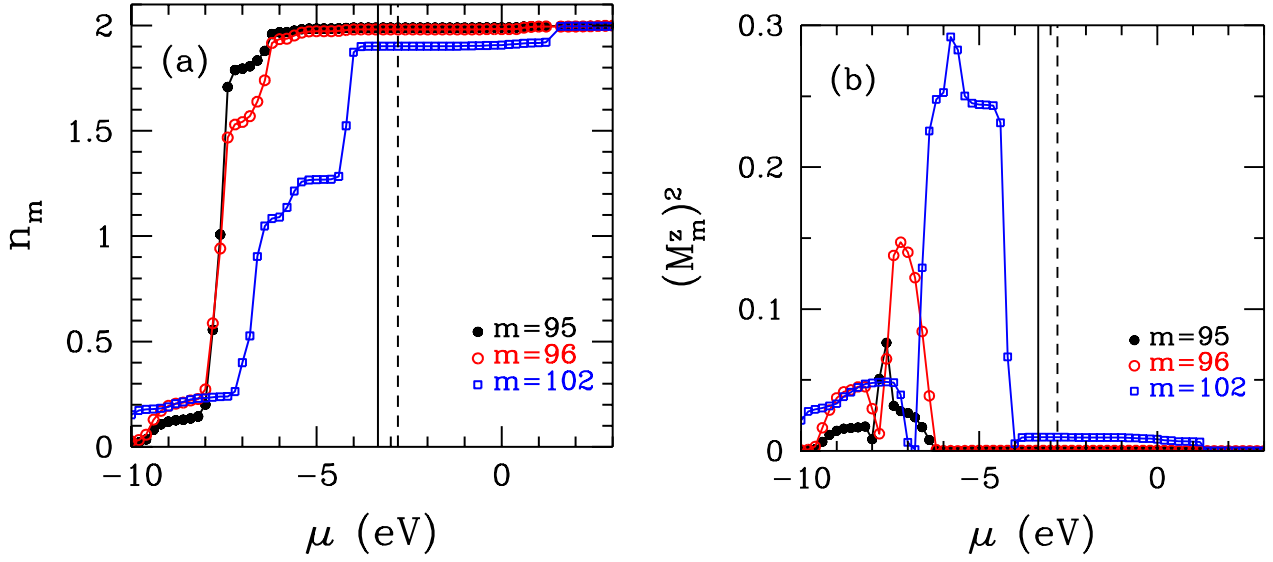 (a)
2
1.5
1
0.5
0
n_m
m=95
m=96
m=102
−10
−5
0
μ (eV)
(b)
0.3
0.2
0.1
0
(M^z_m)^2
m=95
m=96
m=102
−10
−5
0
μ (eV)